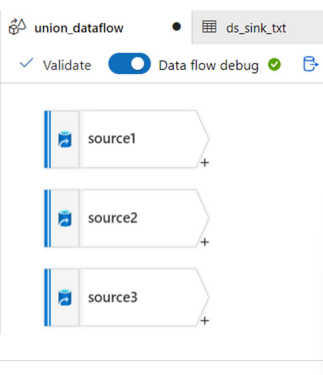 union_dataflow ds_sink_txt
Validate Data flow debug
source1
+
source2
+
source3
+